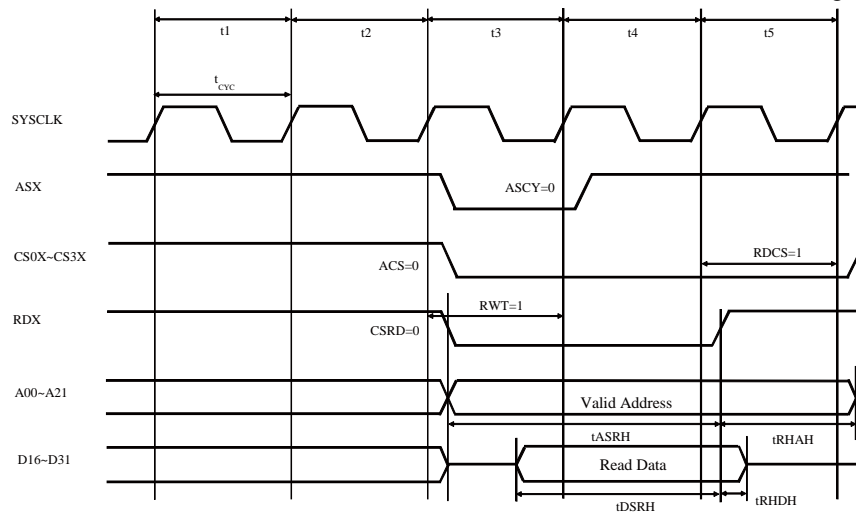 t1 t2 t3 t4 t5
tCYC
SYSCLK
ASX ASCY=0
CS0X~CS3X ACS=0 RDCS=1
RDX CSRD=0 RWT=1
A00~A21 Valid Address
tASRH tRHAH
D16~D31 Read Data
tDSRH tRHDH